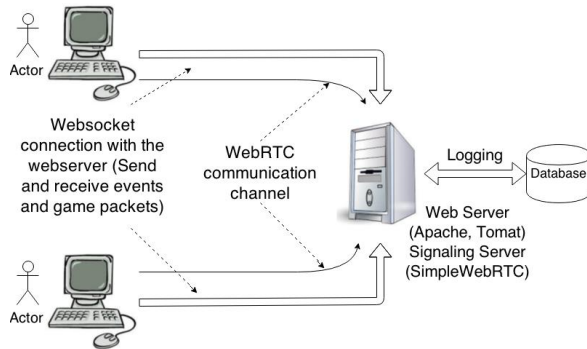 Actor
Websocket
connection with the
webserver (Send
and receive events
and game packets)
WebRTC
communication
channel
Logging
Database
Web Server
(Apache, Tomat)
Signaling Server
(SimpleWebRTC)
Actor